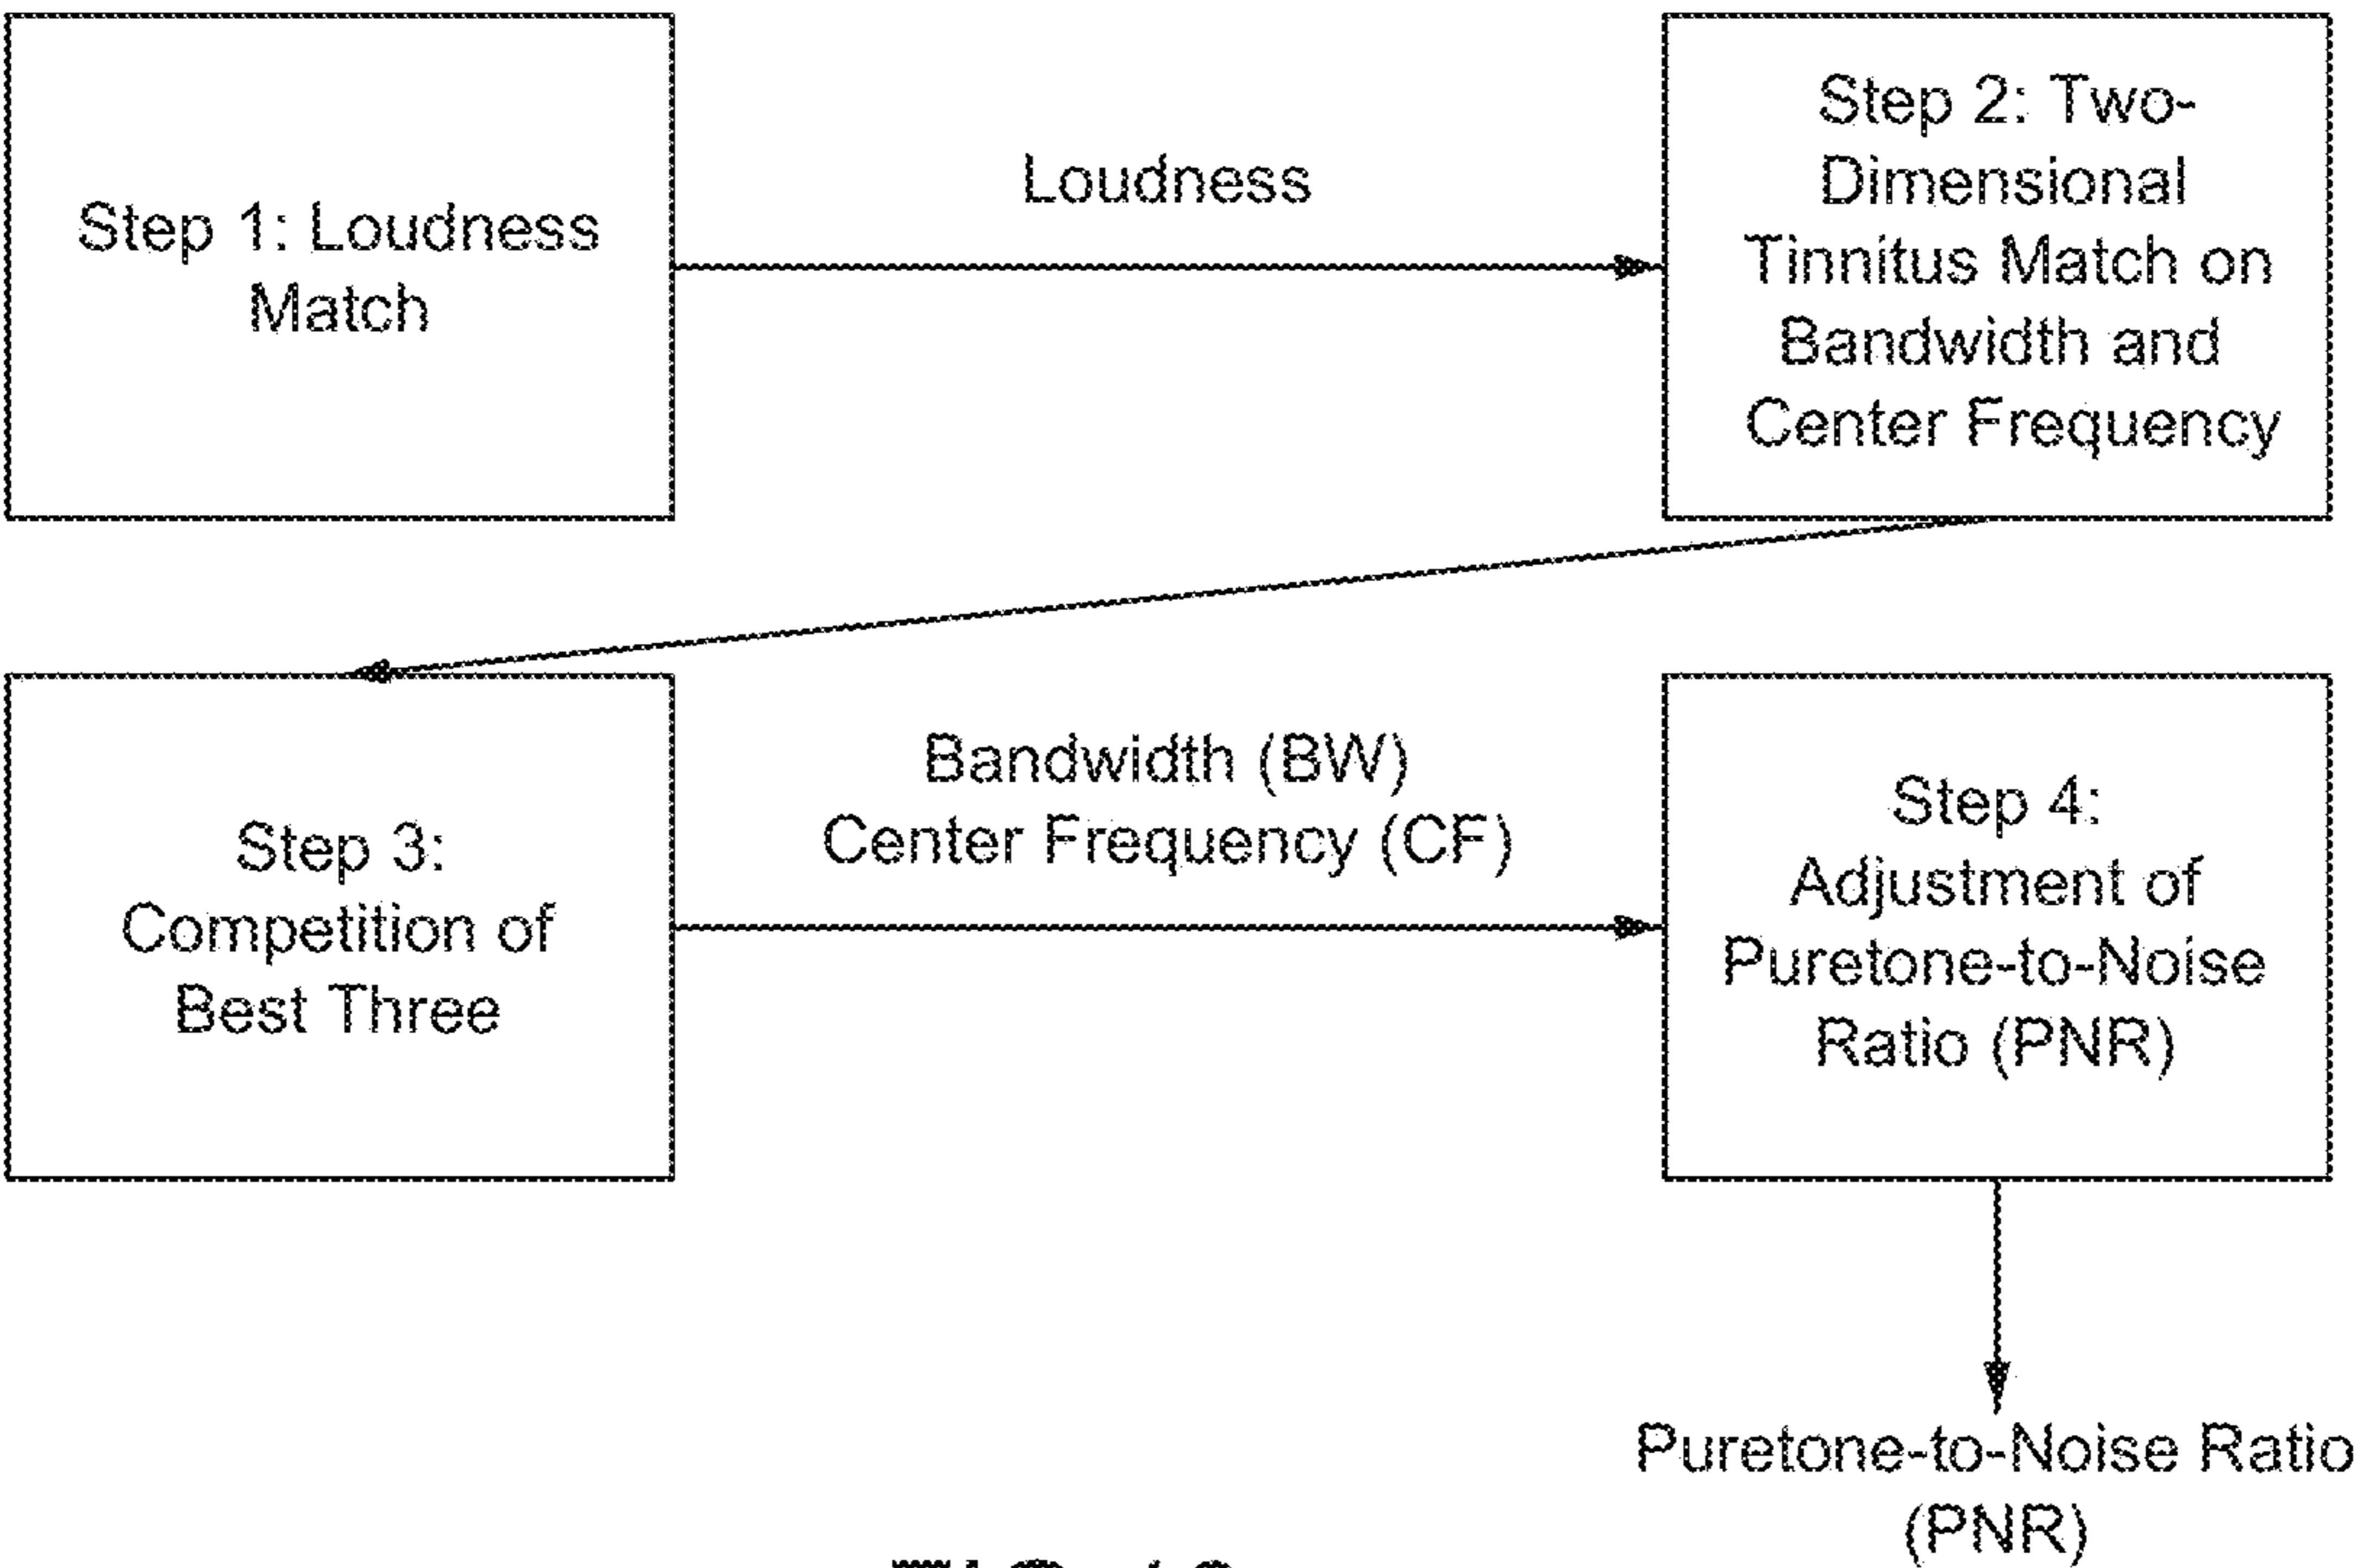 Step 1: Loudness
Match
Loudness
Step 2: Two-
Dimensional
Tinnitus Match on
Bandwidth and
Center Frequency
Step 3:
Competition of
Best Three
Bandwidth (BW)
Center Frequency (CF)
Step 4:
Adjustment of
Puretone-to-Noise
Ratio (PNR)
Puretone-to-Noise Ratio
(PNR)